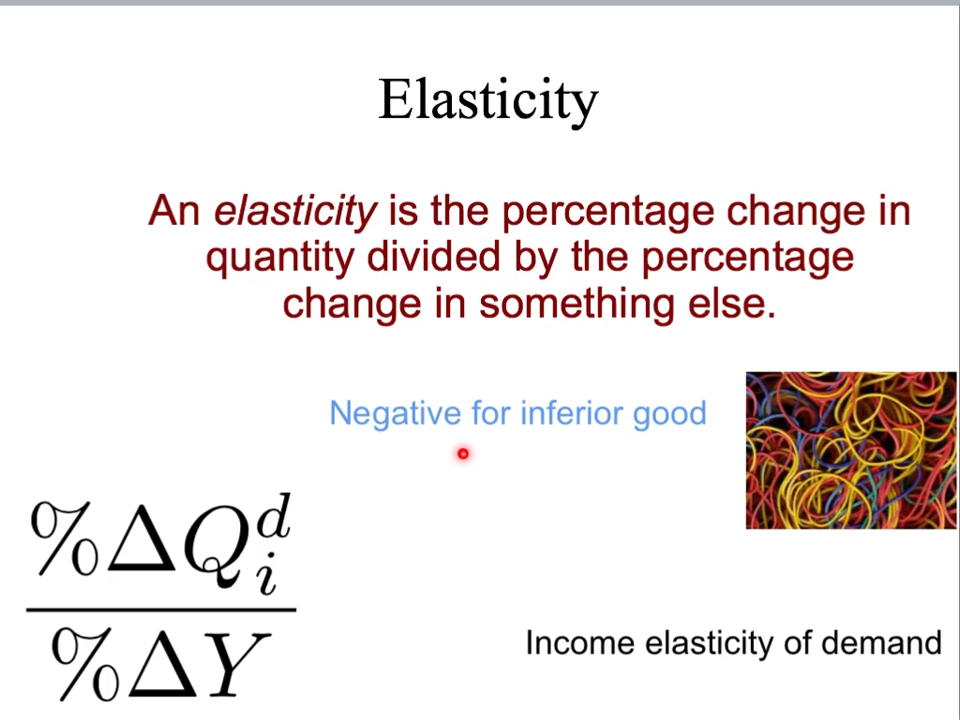 Elasticity
An elasticity is the percentage change in
quantity divided by the percentage
change in something else.
Negative for inferior good
%ΔQᵢᵈ
%ΔY
Income elasticity of demand